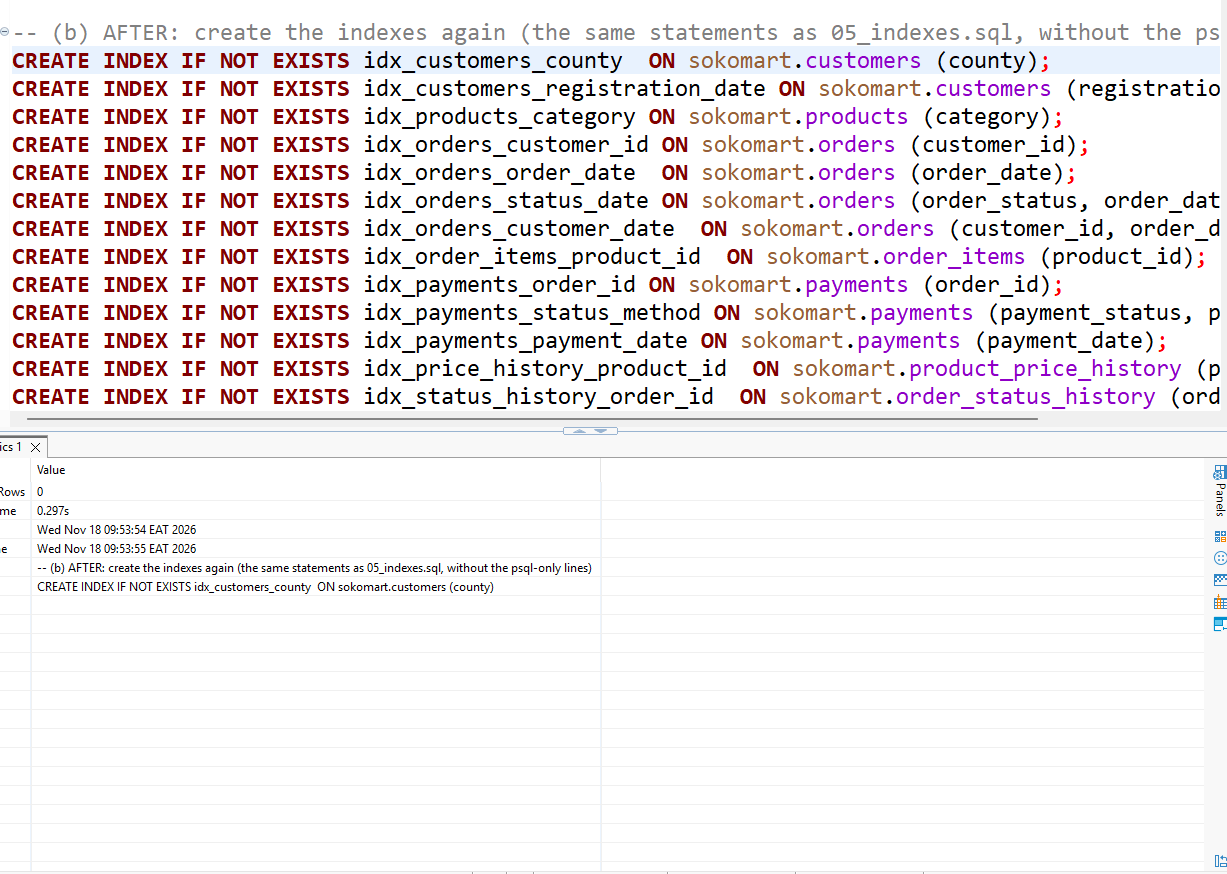 -- (b) AFTER: create the indexes again (the same statements as 05_indexes.sql, without the ps
CREATE INDEX IF NOT EXISTS idx_customers_county  ON sokomart.customers (county);
CREATE INDEX IF NOT EXISTS idx_customers_registration_date ON sokomart.customers (registratio
CREATE INDEX IF NOT EXISTS idx_products_category ON sokomart.products (category);
CREATE INDEX IF NOT EXISTS idx_orders_customer_id ON sokomart.orders (customer_id);
CREATE INDEX IF NOT EXISTS idx_orders_order_date  ON sokomart.orders (order_date);
CREATE INDEX IF NOT EXISTS idx_orders_status_date ON sokomart.orders (order_status, order_dat
CREATE INDEX IF NOT EXISTS idx_orders_customer_date  ON sokomart.orders (customer_id, order_d
CREATE INDEX IF NOT EXISTS idx_order_items_product_id  ON sokomart.order_items (product_id);
CREATE INDEX IF NOT EXISTS idx_payments_order_id ON sokomart.payments (order_id);
CREATE INDEX IF NOT EXISTS idx_payments_status_method ON sokomart.payments (payment_status, p
CREATE INDEX IF NOT EXISTS idx_payments_payment_date ON sokomart.payments (payment_date);
CREATE INDEX IF NOT EXISTS idx_price_history_product_id  ON sokomart.product_price_history (p
CREATE INDEX IF NOT EXISTS idx_status_history_order_id  ON sokomart.order_status_history (ord
ics 1
Value
Rows 0
me 0.297s
Wed Nov 18 09:53:54 EAT 2026
e Wed Nov 18 09:53:55 EAT 2026
-- (b) AFTER: create the indexes again (the same statements as 05_indexes.sql, without the psql-only lines)
CREATE INDEX IF NOT EXISTS idx_customers_county  ON sokomart.customers (county)
Panels